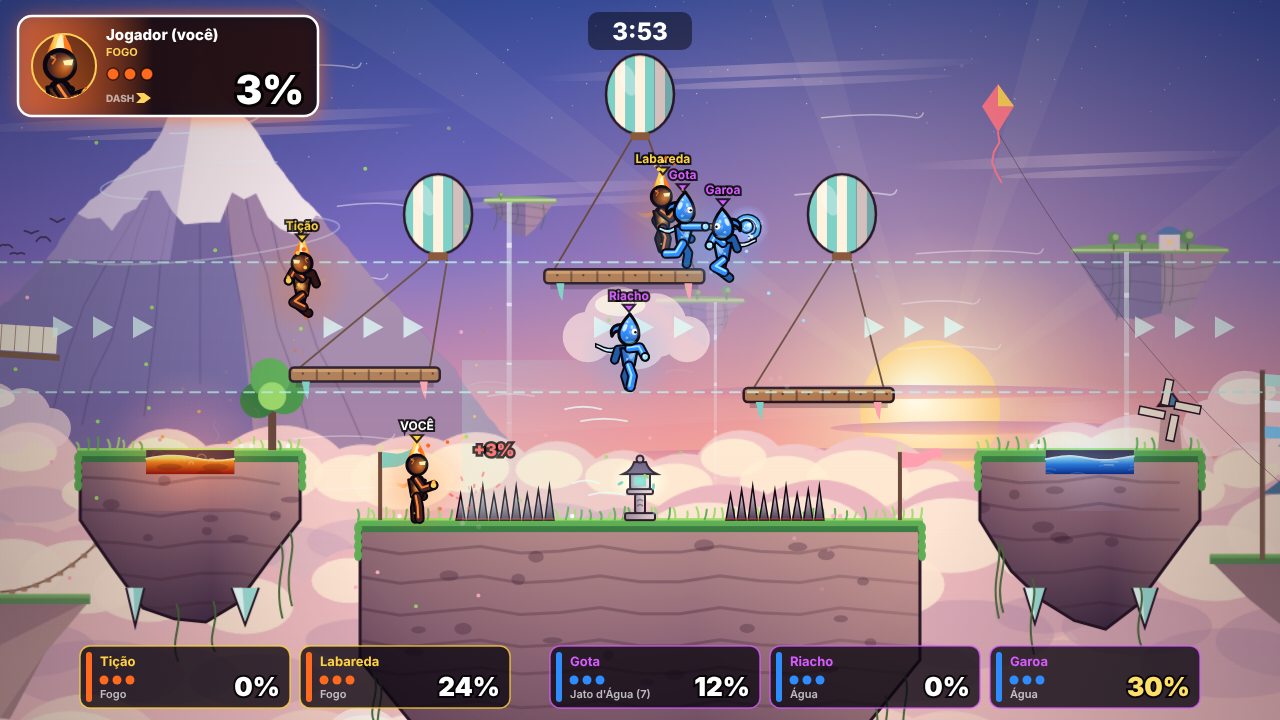 Jogador (você)
FOGO
DASH
3%
3:53
Labareda
Gota
Garoa
Tição
Riacho
VOCÊ
+3%
Tição
Fogo
0%
Labareda
Fogo
24%
Gota
Jato d'Água (7)
12%
Riacho
Água
0%
Garoa
Água
30%